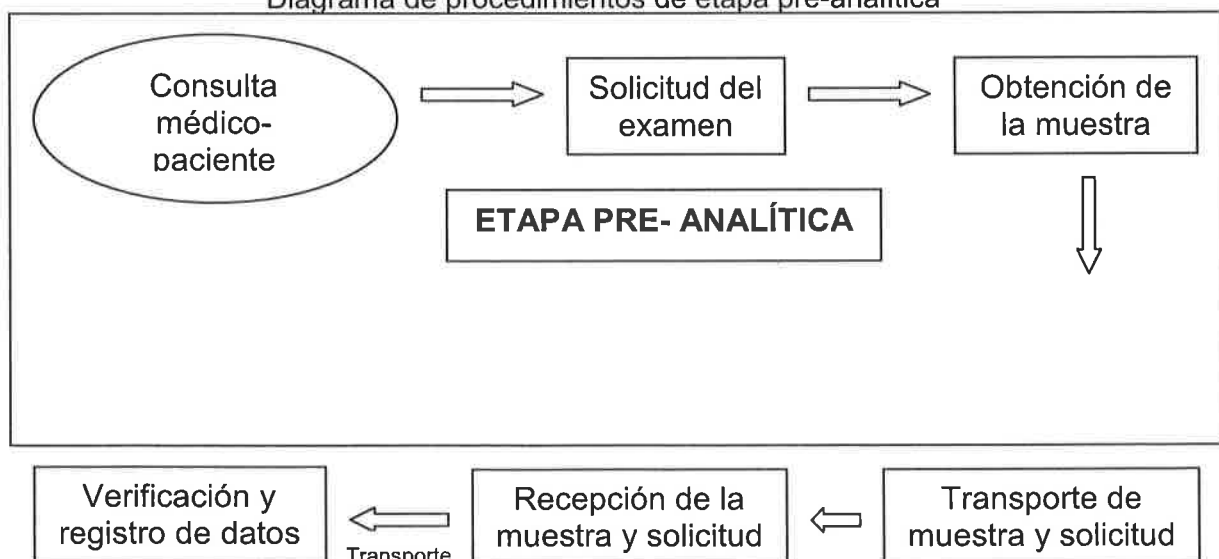 Diagrama de procedimientos de etapa pre-analítica
Consulta
médico-
paciente
Solicitud del
examen
Obtención de
la muestra
ETAPA PRE- ANALÍTICA
Verificación y
registro de datos
Transporte
Recepción de la
muestra y solicitud
Transporte de
muestra y solicitud